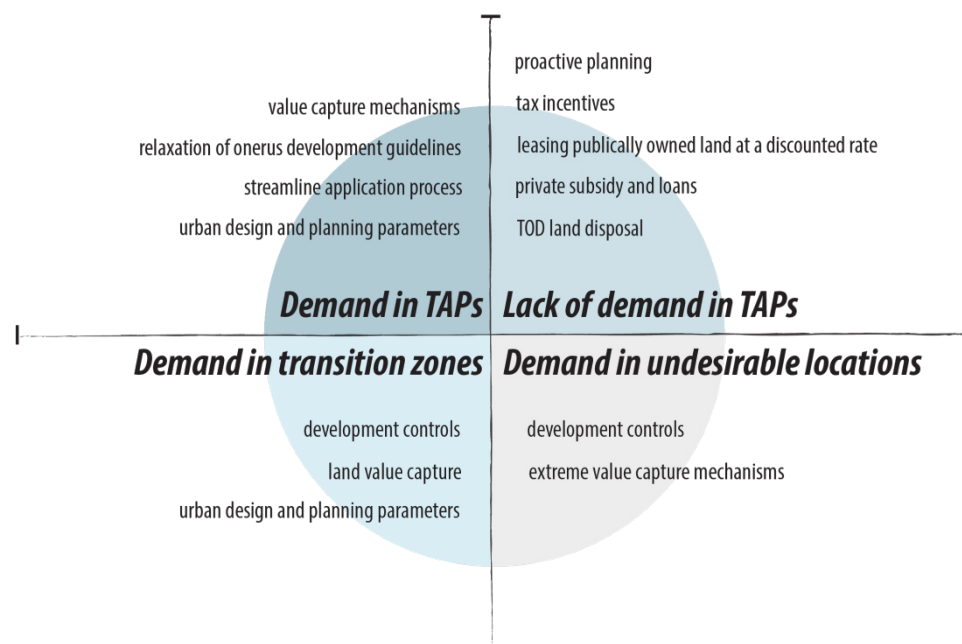 value capture mechanisms
relaxation of onerus development guidelines
streamline application process
urban design and planning parameters
Demand in TAPs
proactive planning
tax incentives
leasing publically owned land at a discounted rate
private subsidy and loans
TOD land disposal
Lack of demand in TAPs
Demand in transition zones
development controls
land value capture
urban design and planning parameters
Demand in undesirable locations
development controls
extreme value capture mechanisms